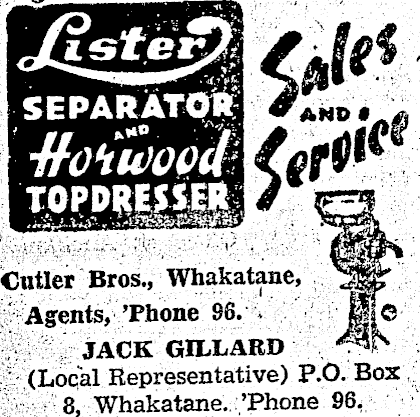 Lister
SEPARATOR
AND
Horwood
TOPDRESSER
Sales
AND
Service
Cutler Bros., Whakatane,
Agents, 'Phone 96.
JACK GILLARD
(Local Representative) P.O. Box
8, Whakatane. 'Phone 96.